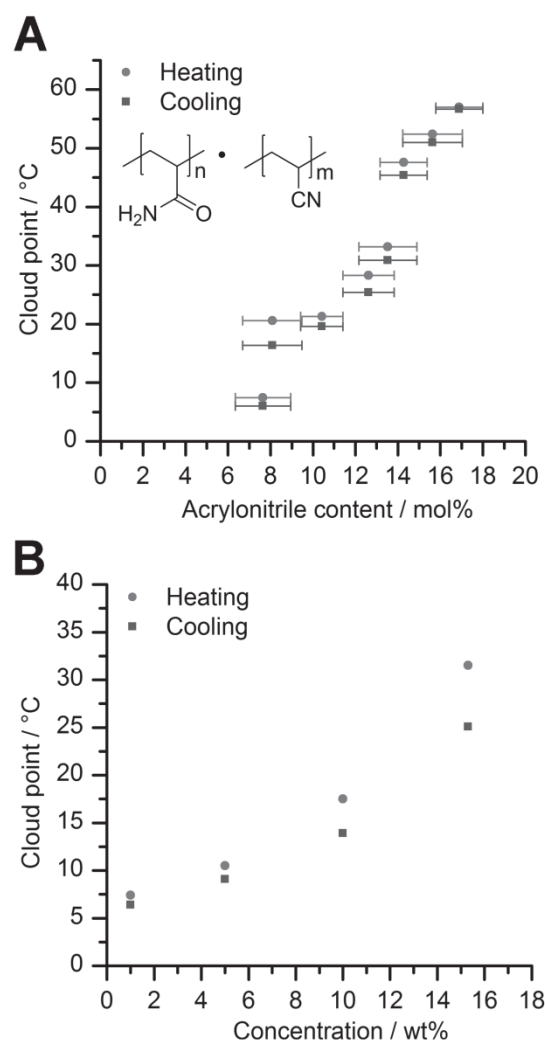 A
Heating
Cooling
n
m
H₂N
O
CN
60
50
40
30
20
10
0
Cloud point / °C
0 2 4 6 8 10 12 14 16 18 20
Acrylonitrile content / mol%
B
Heating
Cooling
40
35
30
25
20
15
10
5
0
Cloud point / °C
0 2 4 6 8 10 12 14 16 18
Concentration / wt%